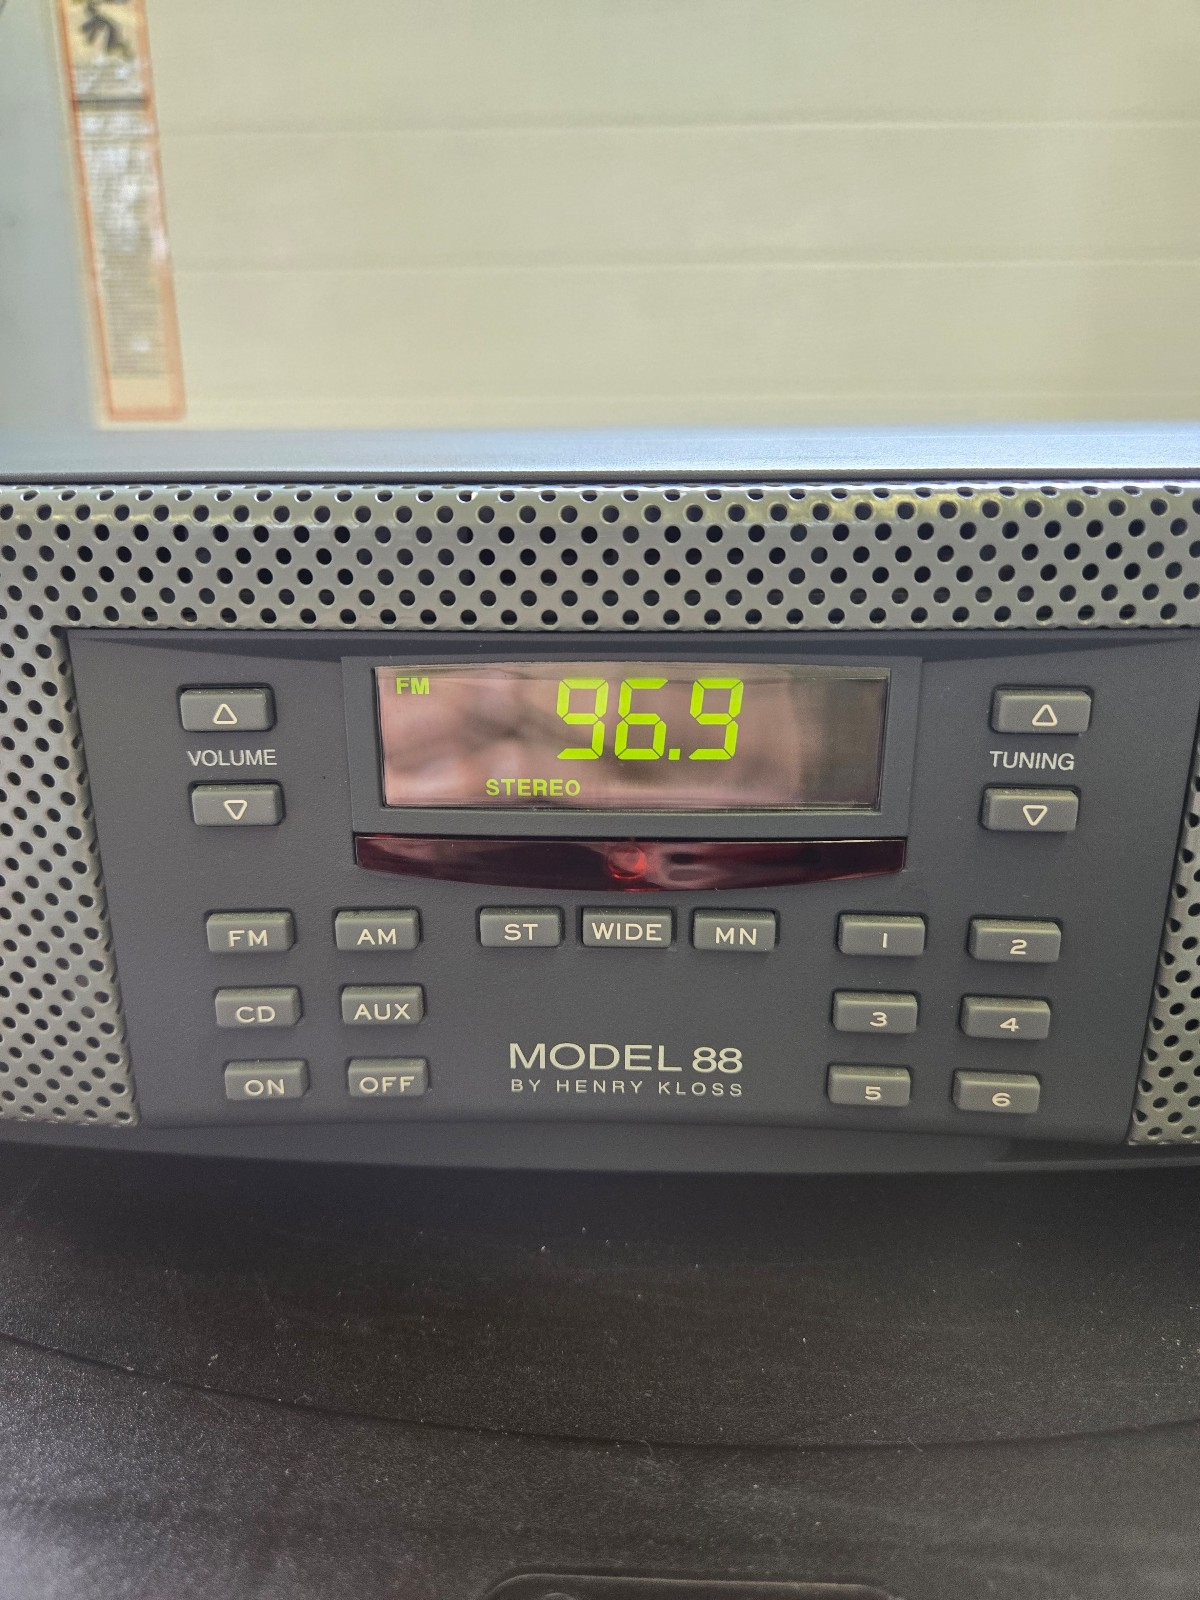 FM 96.9
STEREO
VOLUME
TUNING
FM AM ST WIDE MN 1 2
CD AUX 3 4
ON OFF 5 6
MODEL 88
BY HENRY KLOSS